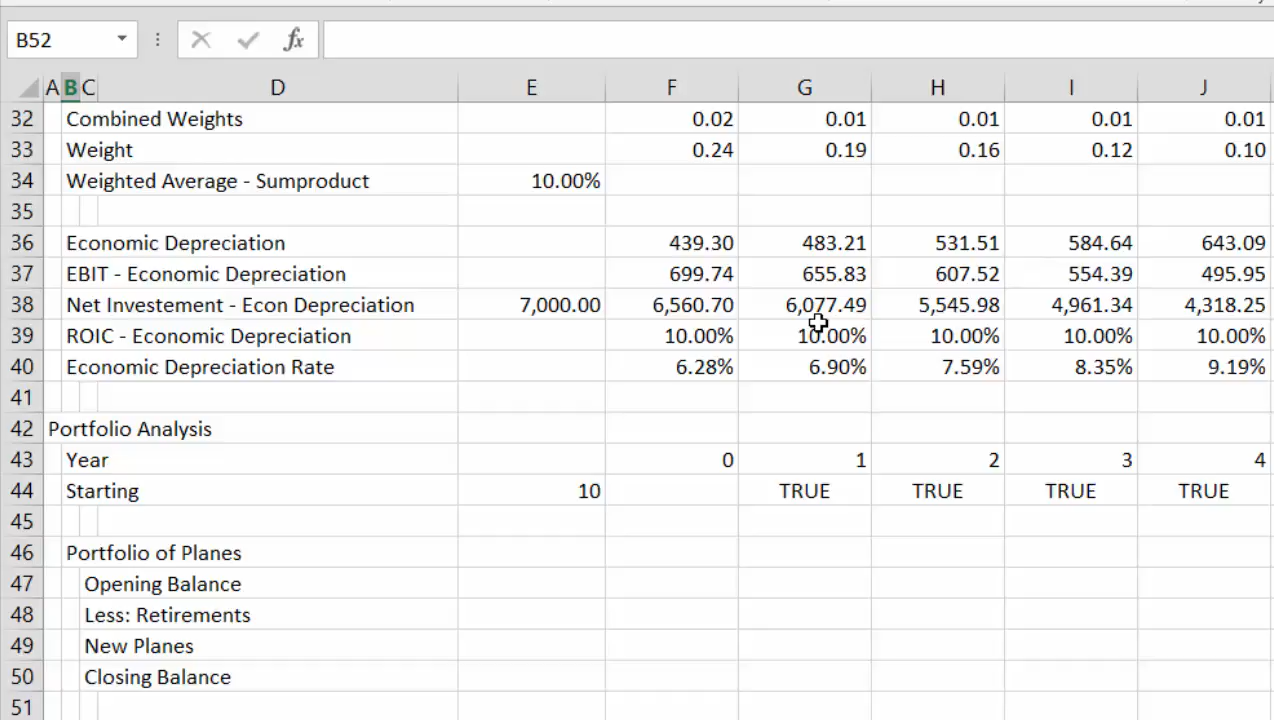 B52 fx
A B C D E F G H I J
32 Combined Weights 0.02 0.01 0.01 0.01 0.01
33 Weight 0.24 0.19 0.16 0.12 0.10
34 Weighted Average - Sumproduct 10.00%
35
36 Economic Depreciation 439.30 483.21 531.51 584.64 643.09
37 EBIT - Economic Depreciation 699.74 655.83 607.52 554.39 495.95
38 Net Investement - Econ Depreciation 7,000.00 6,560.70 6,077.49 5,545.98 4,961.34 4,318.25
39 ROIC - Economic Depreciation 10.00% 10.00% 10.00% 10.00% 10.00%
40 Economic Depreciation Rate 6.28% 6.90% 7.59% 8.35% 9.19%
41
42 Portfolio Analysis
43 Year 0 1 2 3 4
44 Starting 10 TRUE TRUE TRUE TRUE
45
46 Portfolio of Planes
47 Opening Balance
48 Less: Retirements
49 New Planes
50 Closing Balance
51